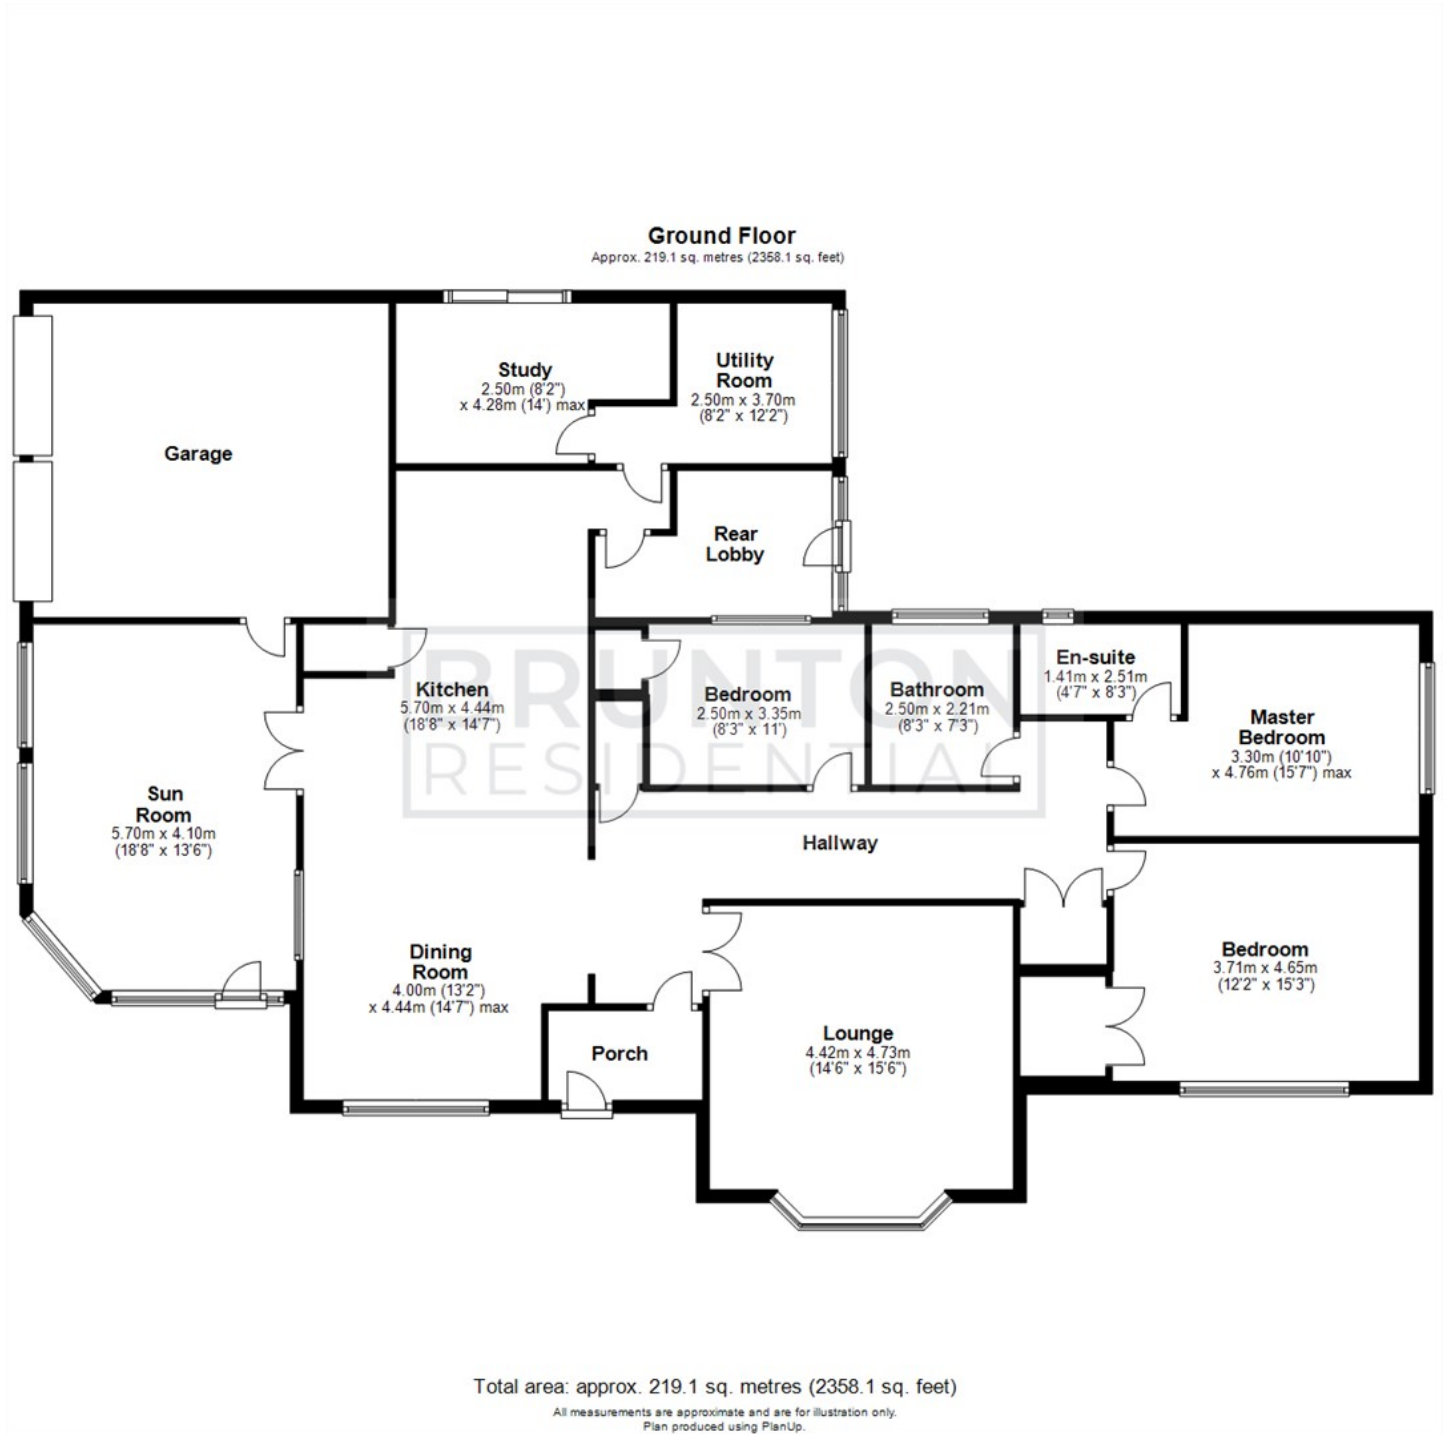 Ground Floor
Approx. 219.1 sq. metres (2358.1 sq. feet)
Study
2.50m (8'2")
x 4.28m (14') max
Utility
Room
2.50m x 3.70m
(8'2" x 12'2")
Garage
Rear
Lobby
BRUNTON
RESIDENTIAL
Kitchen
5.70m x 4.44m
(18'8" x 14'7")
Bedroom
2.50m x 3.35m
(8'3" x 11')
Bathroom
2.50m x 2.21m
(8'3" x 7'3")
En-suite
1.41m x 2.51m
(4'7" x 8'3")
Master
Bedroom
3.30m (10'10")
x 4.76m (15'7") max
Sun
Room
5.70m x 4.10m
(18'8" x 13'6")
Hallway
Dining
Room
4.00m (13'2")
x 4.44m (14'7") max
Bedroom
3.71m x 4.65m
(12'2" x 15'3")
Porch
Lounge
4.42m x 4.73m
(14'6" x 15'6")
Total area: approx. 219.1 sq. metres (2358.1 sq. feet)
All measurements are approximate and are for illustration only.
Plan produced using PlanUp.